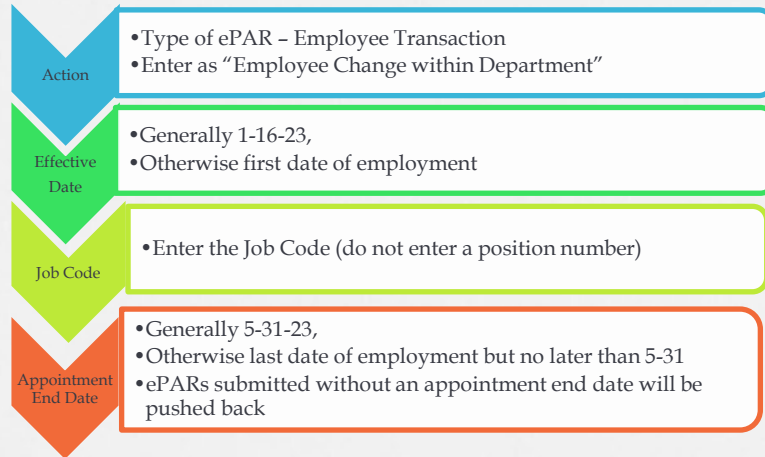 Action
•Type of ePAR – Employee Transaction
•Enter as “Employee Change within Department”
Effective
Date
•Generally 1-16-23,
•Otherwise first date of employment
Job Code
•Enter the Job Code (do not enter a position number)
Appointment
End Date
•Generally 5-31-23,
•Otherwise last date of employment but no later than 5-31
•ePARs submitted without an appointment end date will be
pushed back